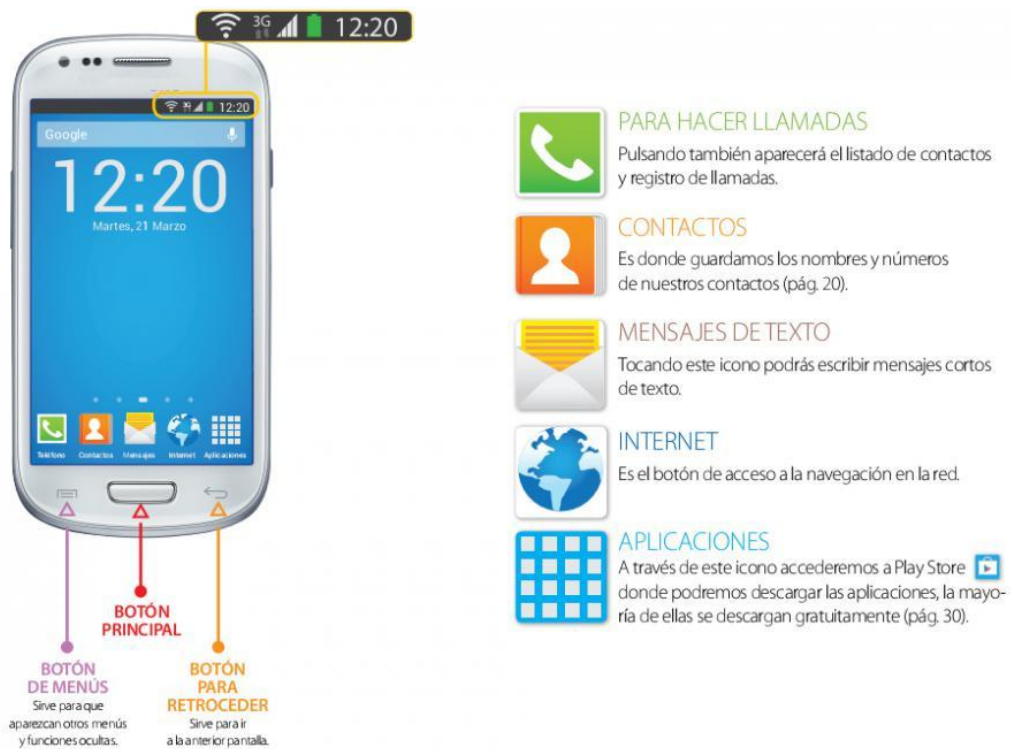 3G 12:20
3G 12:20
Google
12:20
Martes, 21 Marzo
Teléfono Contactos Mensajes Internet Aplicaciones
BOTÓN
PRINCIPAL
BOTÓN
DE MENÚS
Sirve para que
aparezcan otros menús
y funciones ocultas.
BOTÓN
PARA
RETROCEDER
Sirve para ir
a la anterior pantalla.
PARA HACER LLAMADAS
Pulsando también aparecerá el listado de contactos
y registro de llamadas.
CONTACTOS
Es donde guardamos los nombres y números
de nuestros contactos (pág. 20).
MENSAJES DE TEXTO
Tocando este icono podrás escribir mensajes cortos
de texto.
INTERNET
Es el botón de acceso a la navegación en la red.
APLICACIONES
A través de este icono accederemos a Play Store
donde podremos descargar las aplicaciones, la mayo-
ría de ellas se descargan gratuitamente (pág. 30).